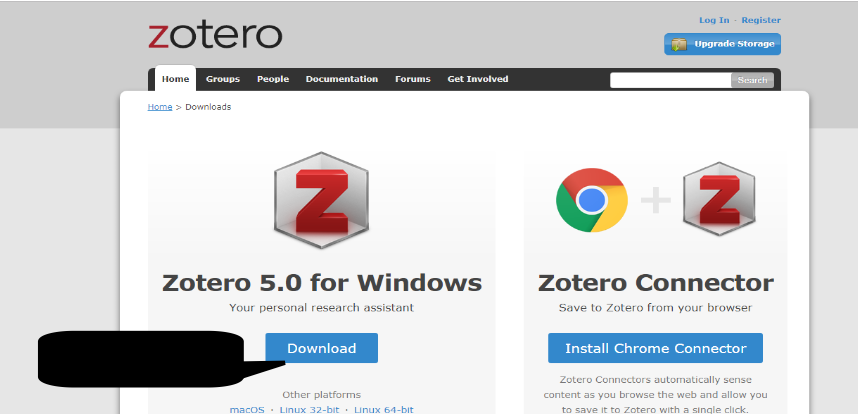 zotero
Log In · Register
Upgrade Storage
Home Groups People Documentation Forums Get Involved
Search
Home > Downloads
Zotero 5.0 for Windows
Your personal research assistant
Download
Other platforms
macOS · Linux 32-bit · Linux 64-bit
Zotero Connector
Save to Zotero from your browser
Install Chrome Connector
Zotero Connectors automatically sense
content as you browse the web and allow you
to save it to Zotero with a single click.